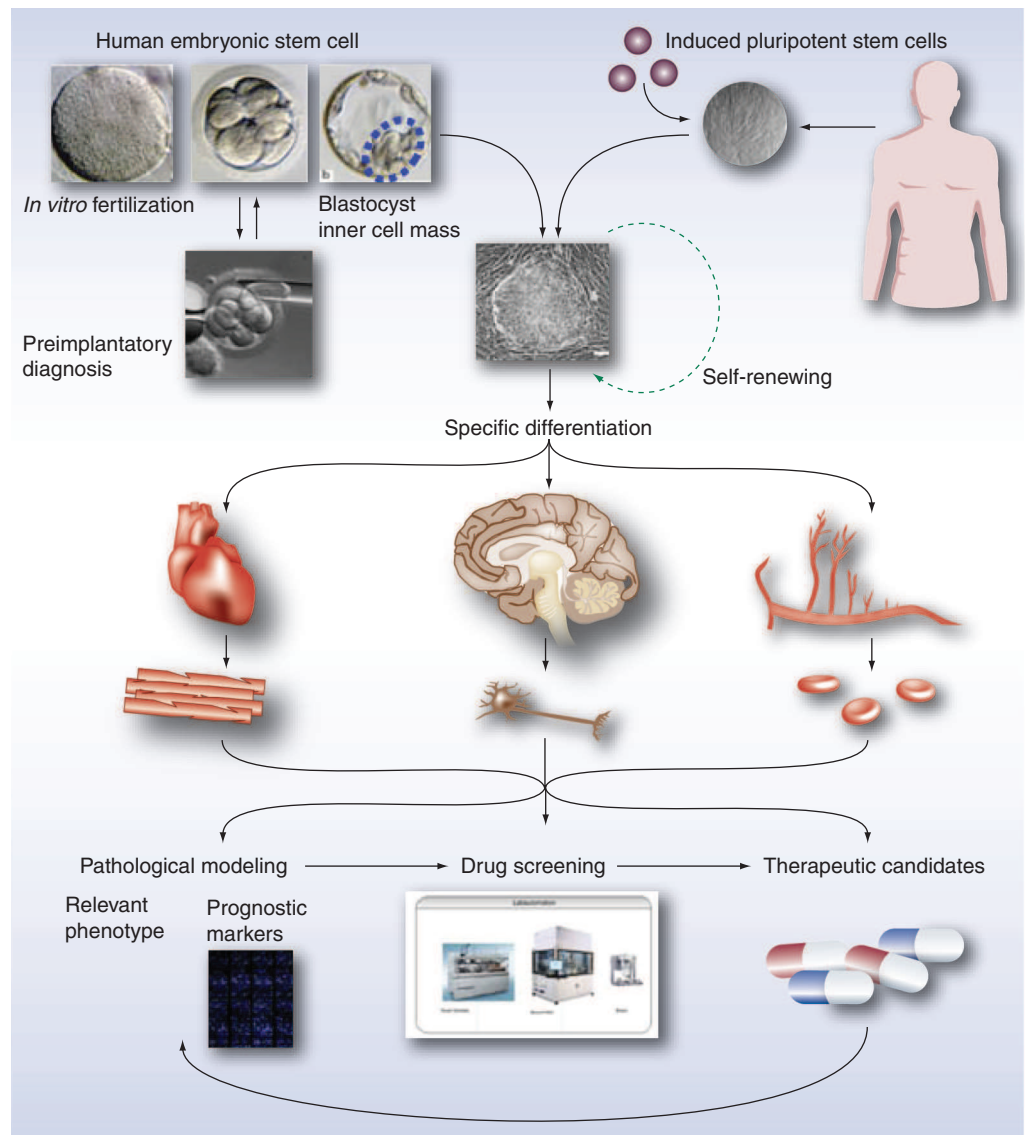 Human embryonic stem cell
Induced pluripotent stem cells
b
In vitro fertilization
Blastocyst
inner cell mass
Preimplantatory
diagnosis
Self-renewing
Specific differentiation
Pathological modeling
Drug screening
Therapeutic candidates
Relevant
phenotype
Prognostic
markers